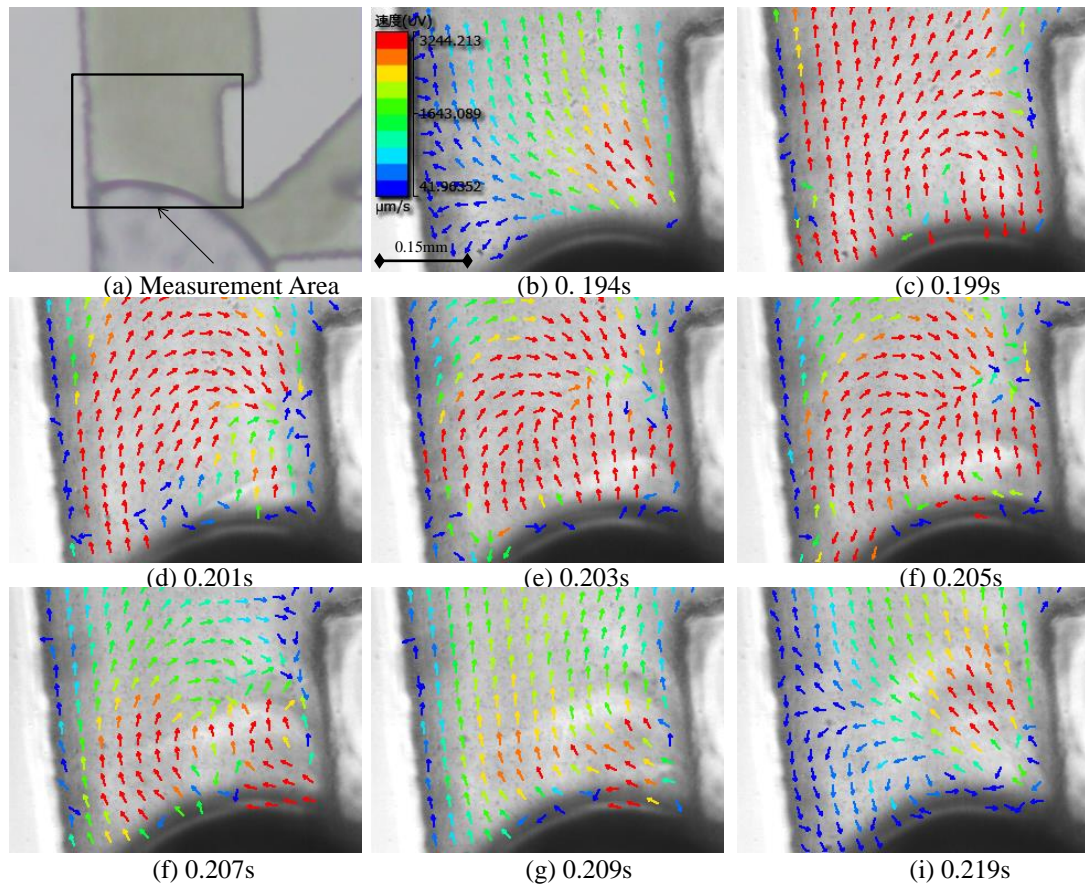 速度(UV)
3244.213
1643.089
41.96352
μm/s
0.15mm
(a) Measurement Area
(b) 0. 194s
(c) 0.199s
(d) 0.201s
(e) 0.203s
(f) 0.205s
(f) 0.207s
(g) 0.209s
(i) 0.219s